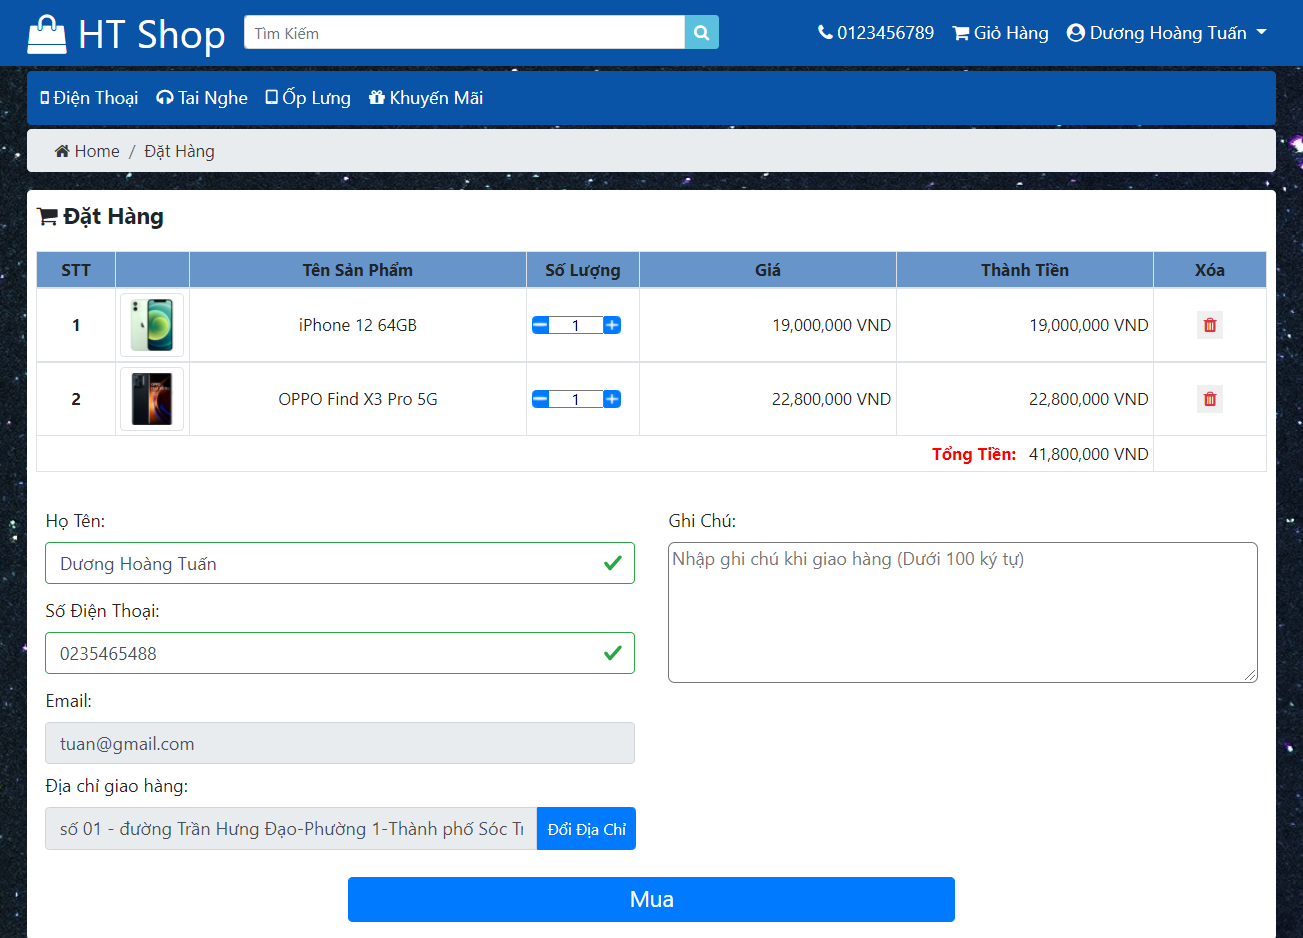 HT Shop
Tìm Kiếm
0123456789
Giỏ Hàng
Dương Hoàng Tuấn
Điện Thoại
Tai Nghe
Ốp Lưng
Khuyến Mãi
Home / Đặt Hàng
Đặt Hàng
STT Tên Sản Phẩm Số Lượng Giá Thành Tiền Xóa
1 iPhone 12 64GB 1 19,000,000 VND 19,000,000 VND
2 OPPO Find X3 Pro 5G 1 22,800,000 VND 22,800,000 VND
Tổng Tiền: 41,800,000 VND
Họ Tên:
Dương Hoàng Tuấn
Số Điện Thoại:
0235465488
Email:
tuan@gmail.com
Địa chỉ giao hàng:
số 01 - đường Trần Hưng Đạo-Phường 1-Thành phố Sóc Tr
Đổi Địa Chỉ
Ghi Chú:
Nhập ghi chú khi giao hàng (Dưới 100 ký tự)
Mua